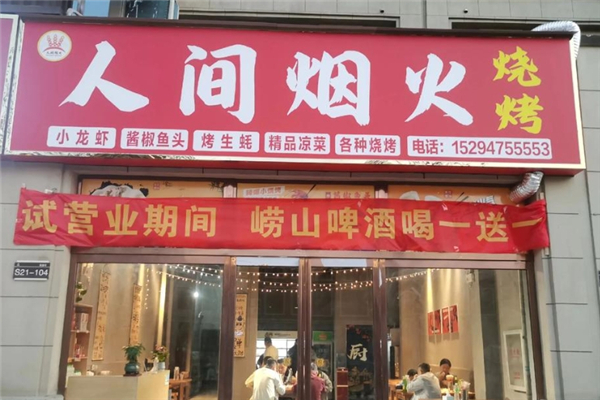 人间烟火 烧烤
小龙虾 酱椒鱼头 烤生蚝 精品凉菜 各种烧烤 电话：15294755553
试营业期间 崂山啤酒喝一送一
S21-104
厨